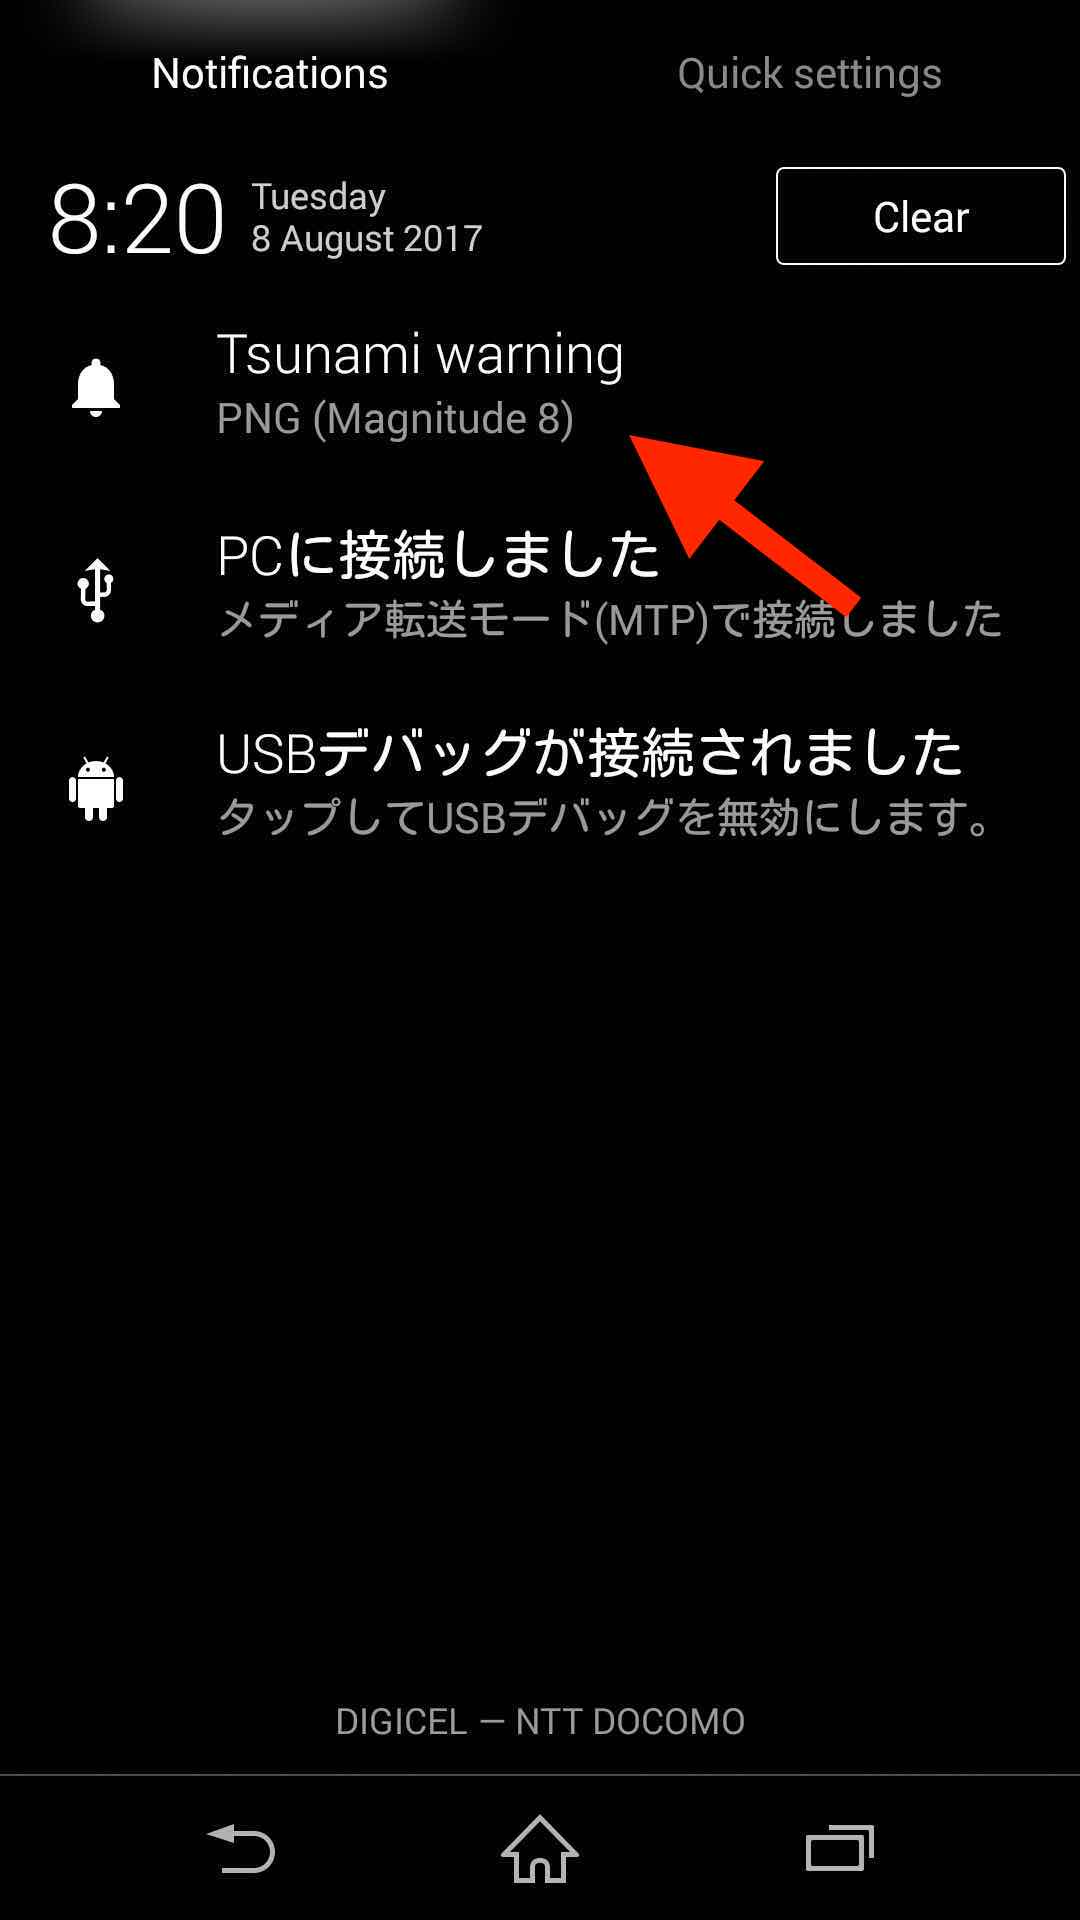 Notifications
Quick settings
8:20
Tuesday
8 August 2017
Clear
Tsunami warning
PNG (Magnitude 8)
PCに接続しました
メディア転送モード(MTP)で接続しました
USBデバッグが接続されました
タップしてUSBデバッグを無効にします。
DIGICEL — NTT DOCOMO